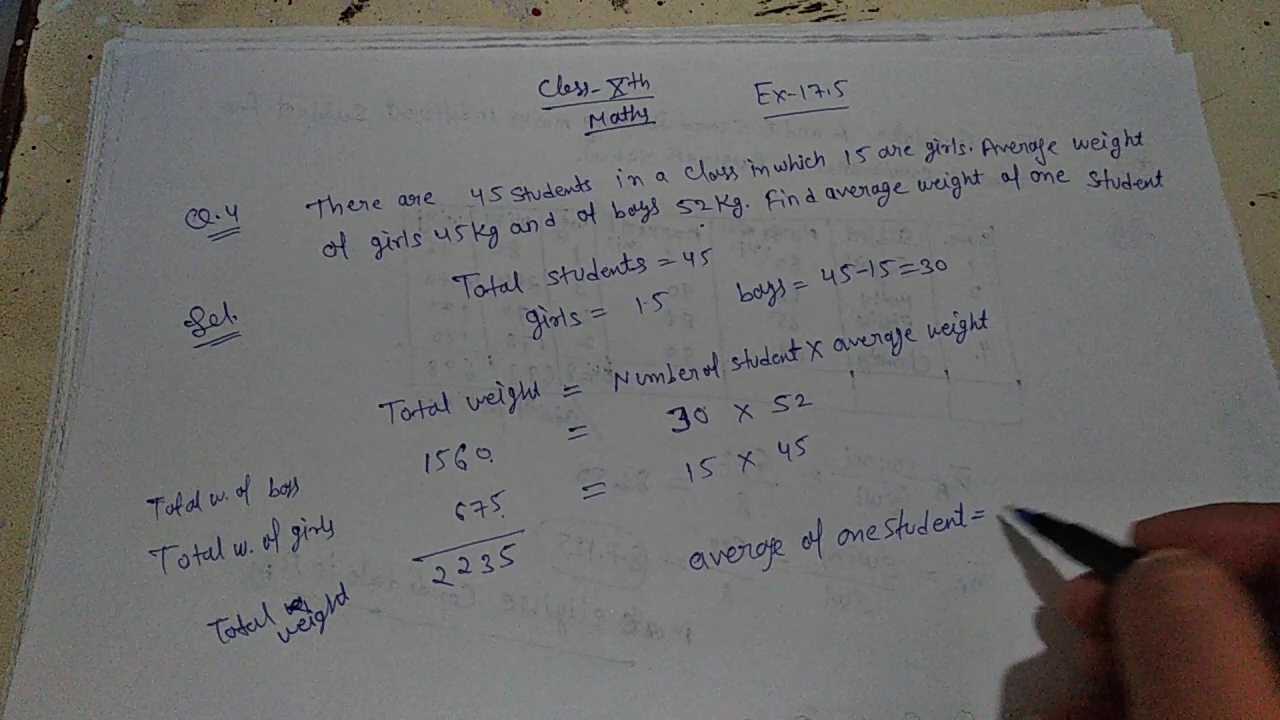 Class-Xth Ex-17.5
Maths
Q.4 There are 45 Students in a class in which 15 are girls. Average weight
of girls 45 kg and of boys 52 Kg. Find average weight of one Student
Sol. Total students = 45
girls = 15 boys = 45-15=30
Total weight = Number of student X average weight
Total w. of boys 1560 = 30 X 52
Total w. of girls 675 = 15 X 45
Total weight 2235 average of one student =